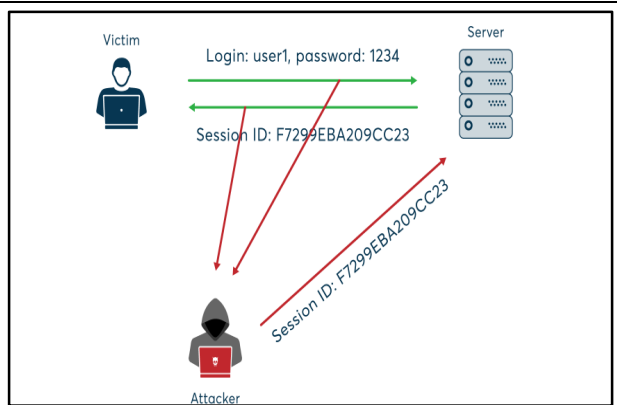 Victim
Server
Login: user1, password: 1234
Session ID: F7299EBA209CC23
Session ID: F7299EBA209CC23
Attacker